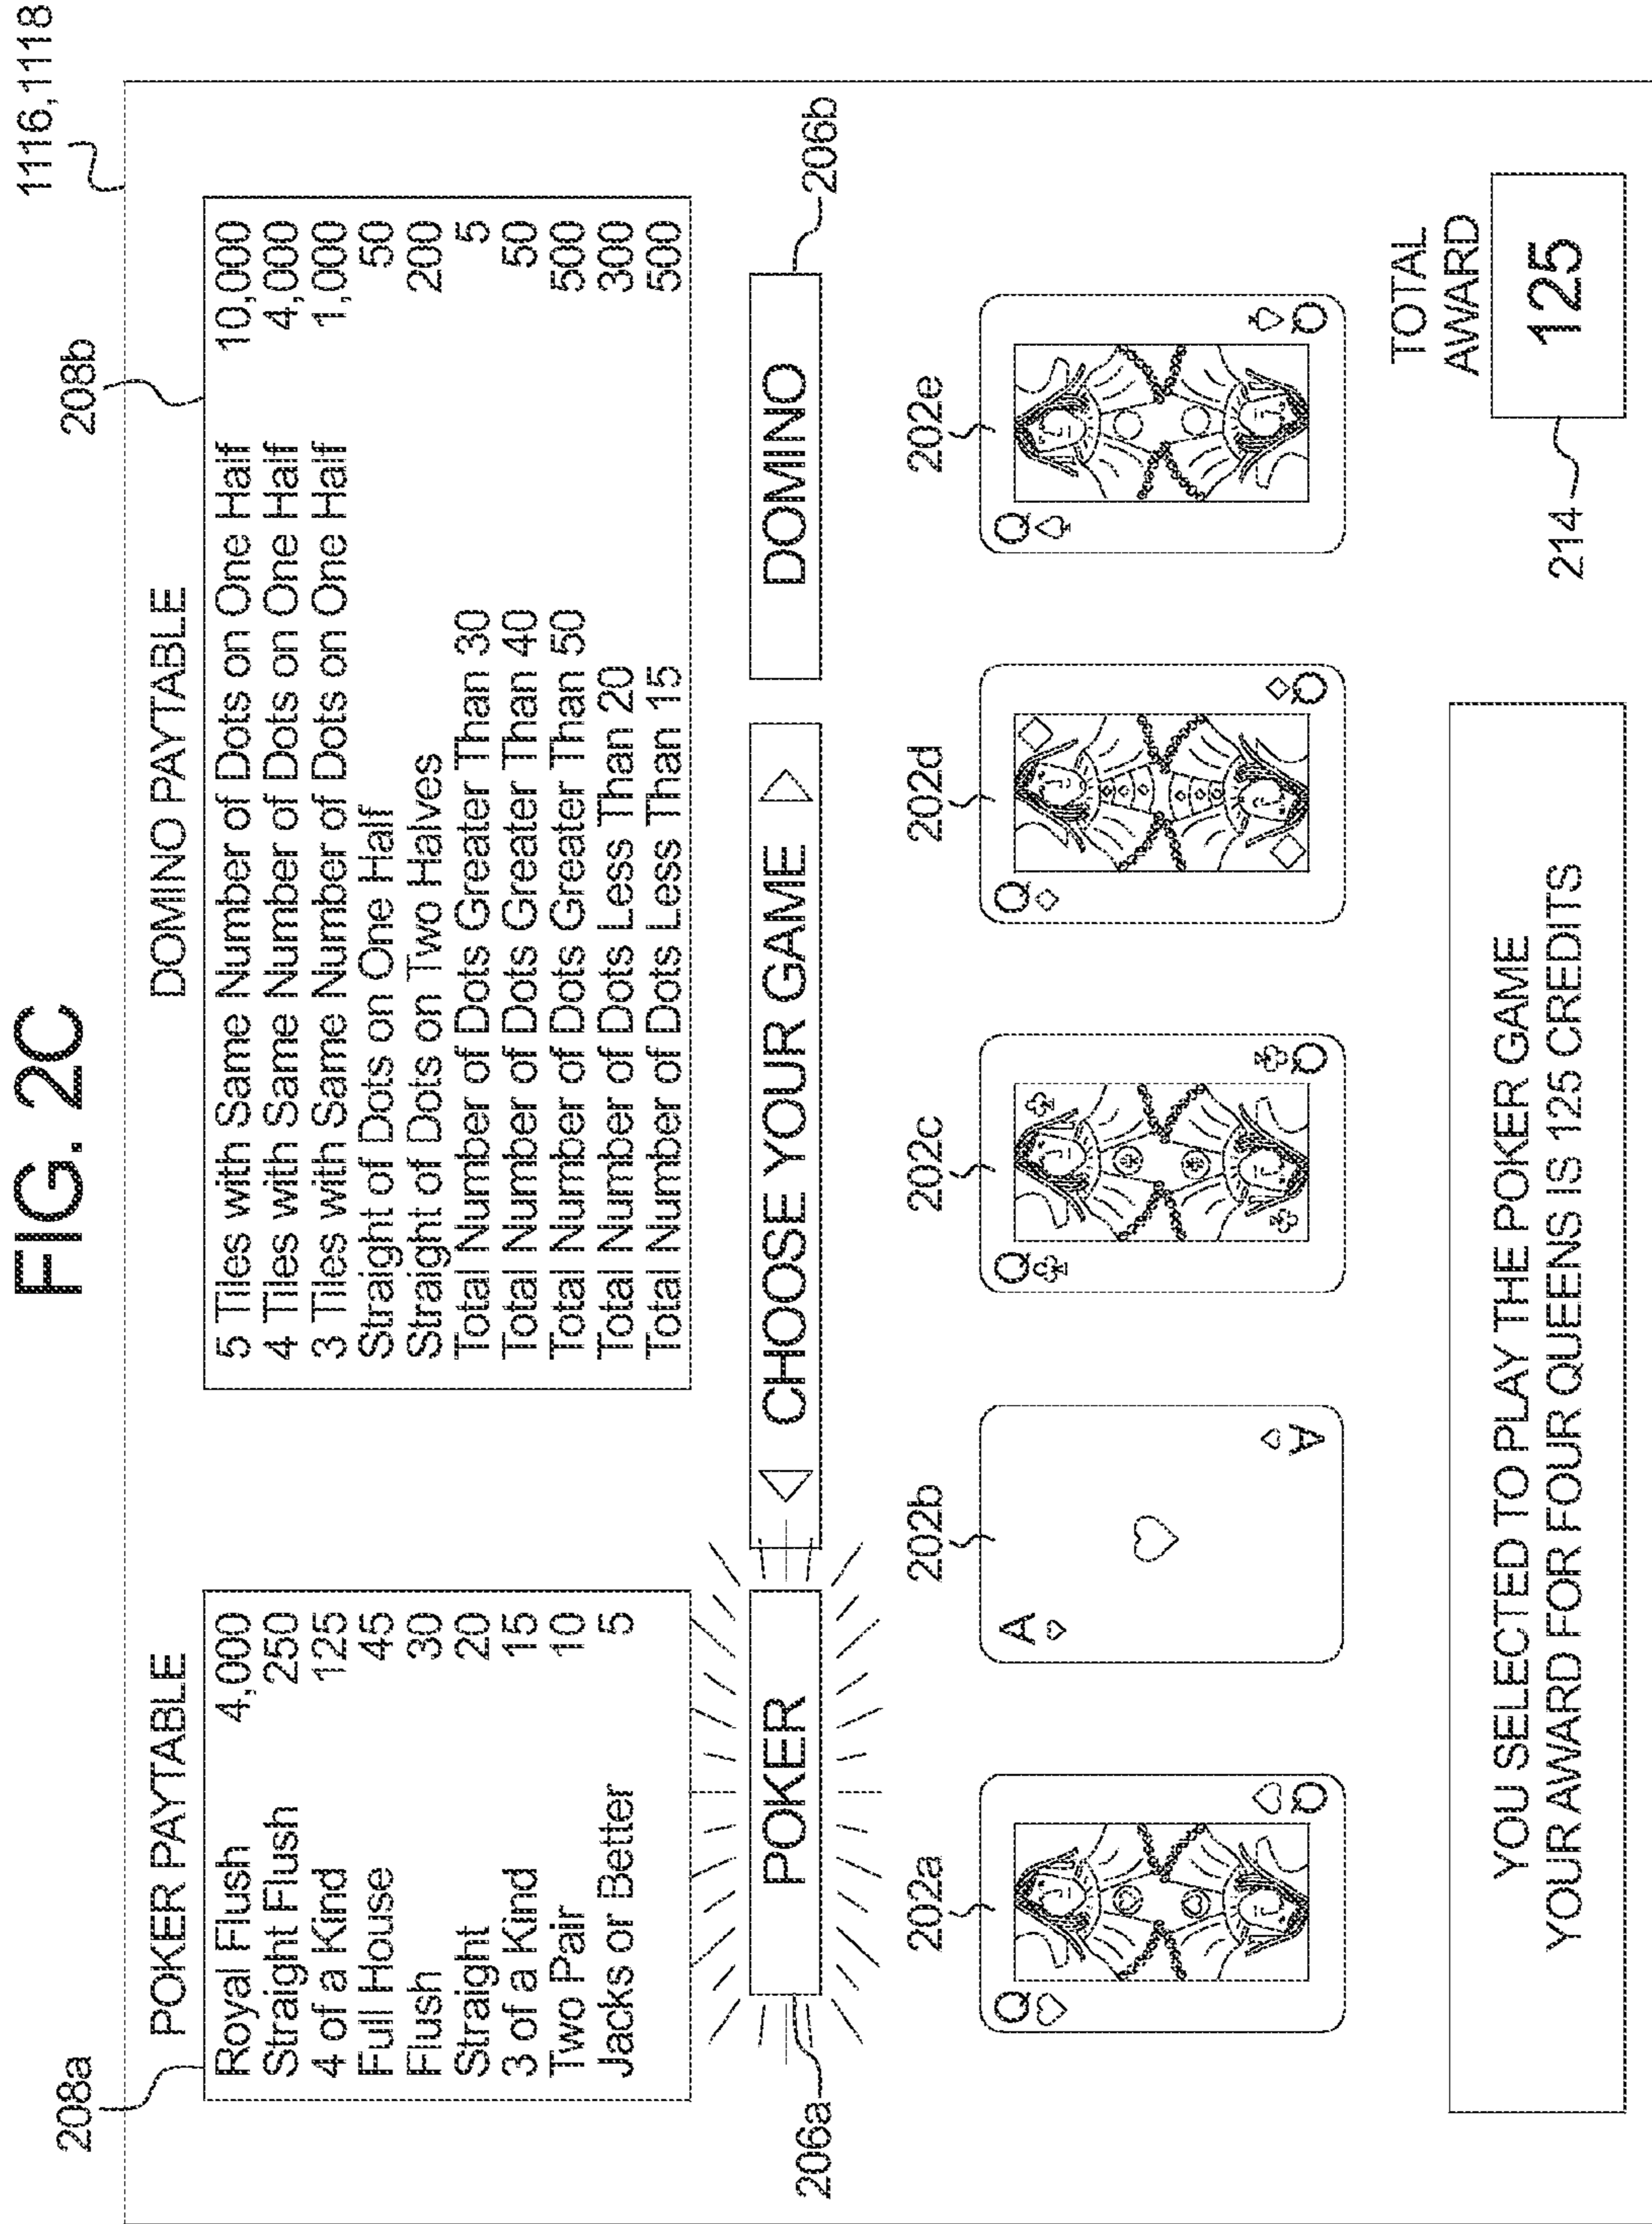 FIG. 2C
1116,1118
208a
POKER PAYTABLE
Royal Flush 4,000
Straight Flush 250
4 of a Kind 125
Full House 45
Flush 30
Straight 20
3 of a Kind 15
Two Pair 10
Jacks or Better 5
208b
DOMINO PAYTABLE
5 Tiles with Same Number of Dots on One Half 10,000
4 Tiles with Same Number of Dots on One Half 4,000
3 Tiles with Same Number of Dots on One Half 1,000
Straight of Dots on One Half 50
Straight of Dots on Two Halves 200
Total Number of Dots Greater Than 30 5
Total Number of Dots Greater Than 40 50
Total Number of Dots Greater Than 50 500
Total Number of Dots Less Than 20 300
Total Number of Dots Less Than 15 500
206a
POKER
CHOOSE YOUR GAME
DOMINO
206b
202a
202b
202c
202d
202e
Q
Q
A
A
Q
Q
Q
Q
Q
Q
YOU SELECTED TO PLAY THE POKER GAME
YOUR AWARD FOR FOUR QUEENS IS 125 CREDITS
TOTAL
AWARD
214
125